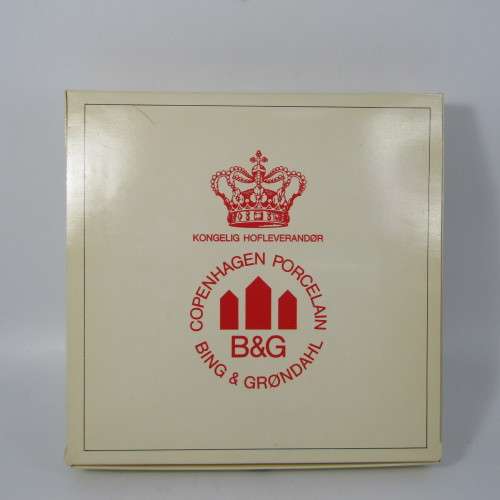 KONGELIG HOFLEVERANDØR
COPENHAGEN PORCELAIN
B&G
BING & GRØNDAHL